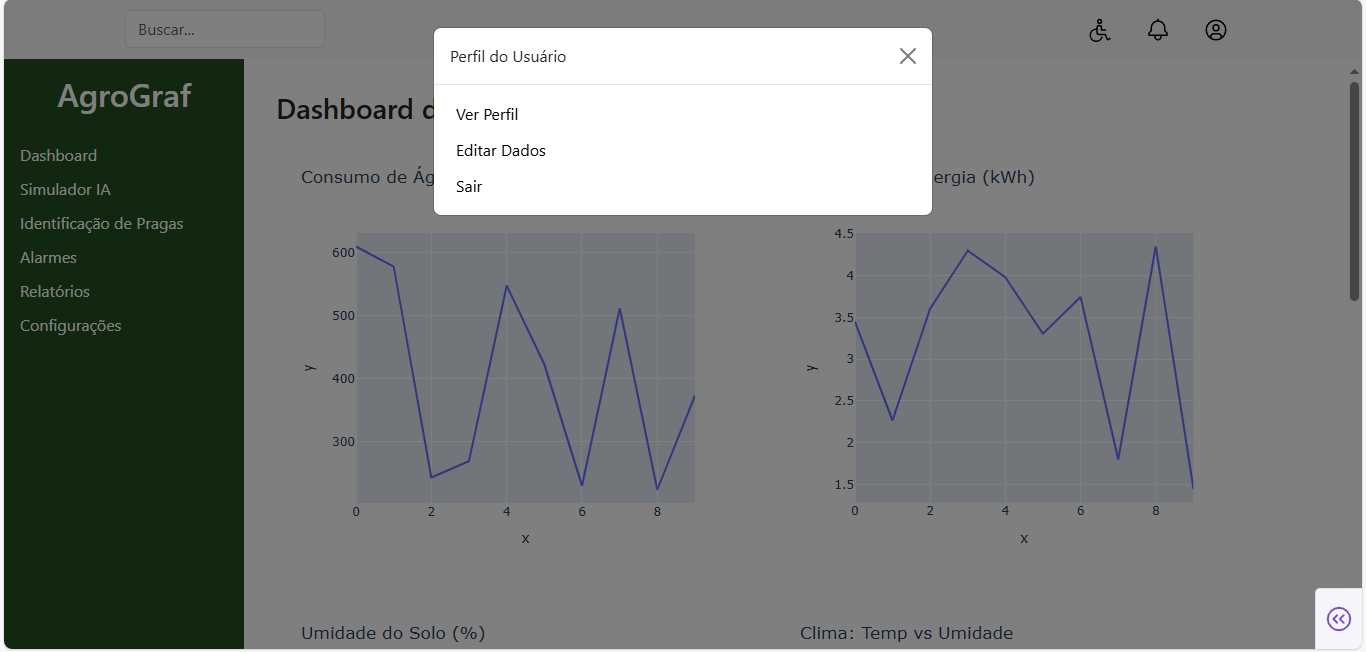 Buscar...
Perfil do Usuário
Ver Perfil
Editar Dados
Sair
AgroGraf
Dashboard
Simulador IA
Identificação de Pragas
Alarmes
Relatórios
Configurações
Dashboard d
Consumo de Ág
600
500
400
300
y
0 2 4 6 8
x
ergia (kWh)
4.5
4
3.5
3
2.5
2
1.5
y
0 2 4 6 8
x
Umidade do Solo (%)
Clima: Temp vs Umidade